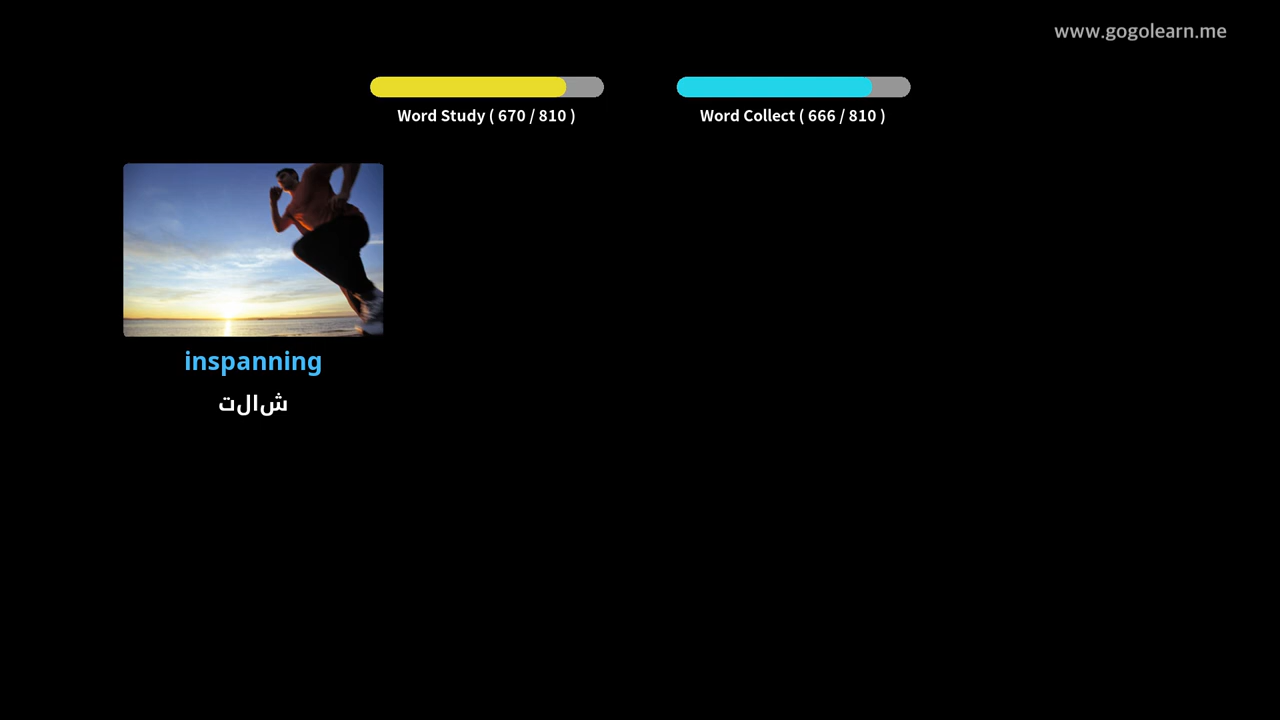 www.gogolearn.me
Word Study ( 670 / 810 )
Word Collect ( 666 / 810 )
inspanning
شالت